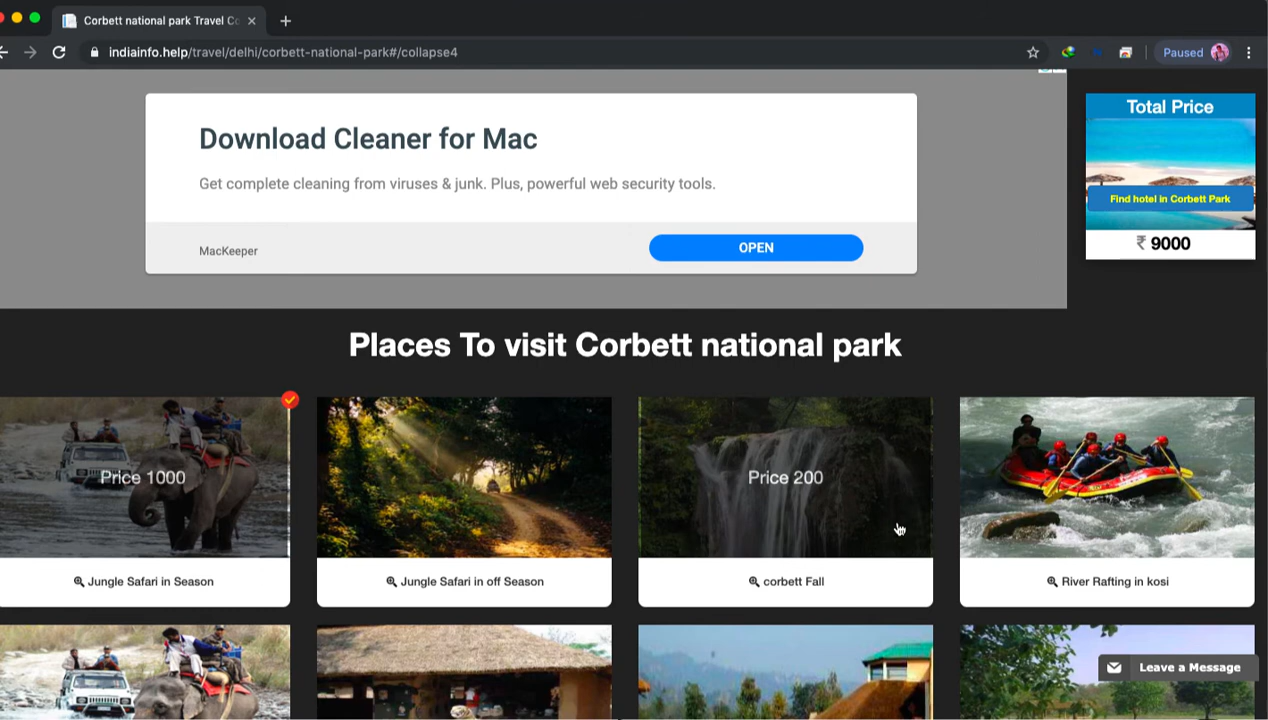 Corbett national park Travel Co
indiainfo.help/travel/delhi/corbett-national-park#/collapse4
Paused
Download Cleaner for Mac
Get complete cleaning from viruses & junk. Plus, powerful web security tools.
MacKeeper
OPEN
Total Price
Find hotel in Corbett Park
₹ 9000
Places To visit Corbett national park
Price 1000
Price 200
Jungle Safari in Season
Jungle Safari in off Season
corbett Fall
River Rafting in kosi
Leave a Message